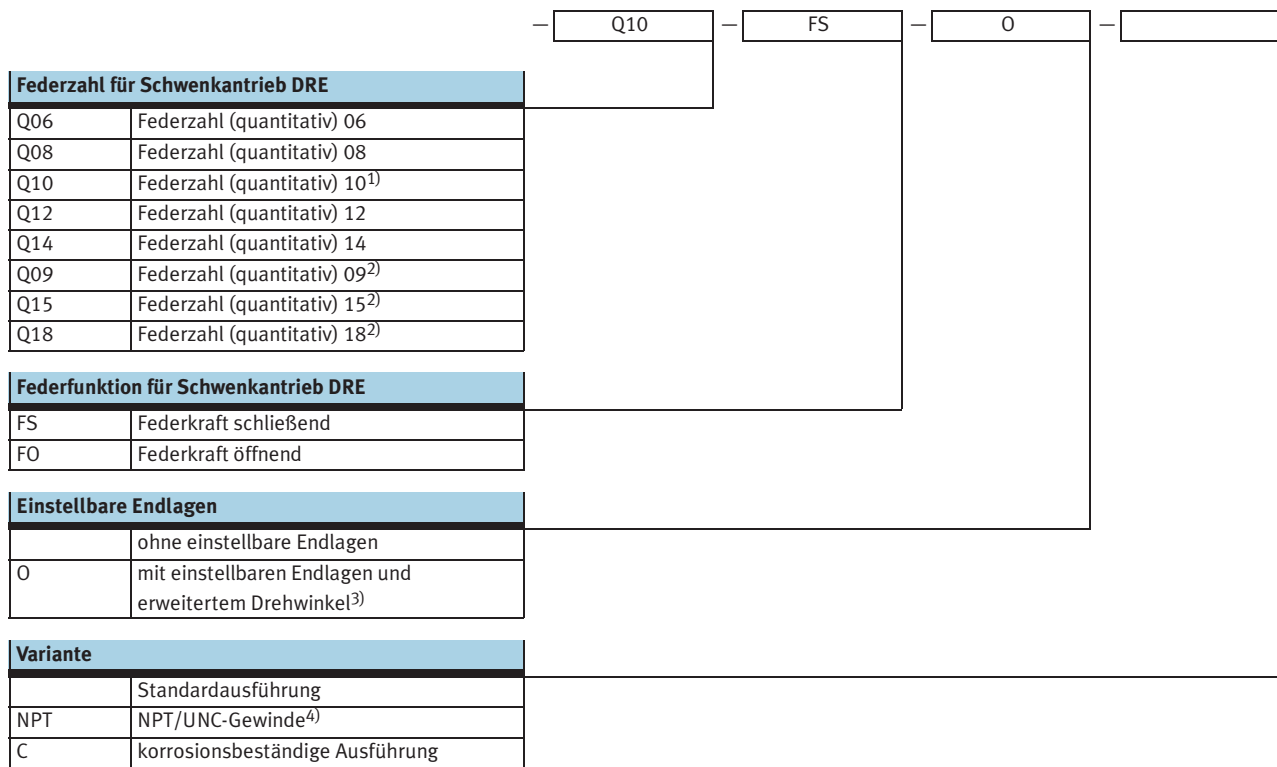 – Q10 – FS – O –
Federzahl für Schwenkantrieb DRE
Q06 Federzahl (quantitativ) 06
Q08 Federzahl (quantitativ) 08
Q10 Federzahl (quantitativ) 101)
Q12 Federzahl (quantitativ) 12
Q14 Federzahl (quantitativ) 14
Q09 Federzahl (quantitativ) 092)
Q15 Federzahl (quantitativ) 152)
Q18 Federzahl (quantitativ) 182)
Federfunktion für Schwenkantrieb DRE
FS Federkraft schließend
FO Federkraft öffnend
Einstellbare Endlagen
ohne einstellbare Endlagen
O mit einstellbaren Endlagen und
erweitertem Drehwinkel3)
Variante
Standardausführung
NPT NPT/UNC-Gewinde4)
C korrosionsbeständige Ausführung